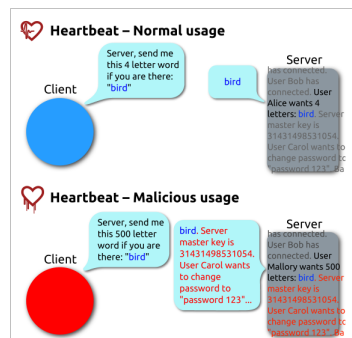 Heartbeat – Normal usage
Server, send me
this 4 letter word
if you are there:
"bird"
Client
bird
Server
has connected.
User Bob has
connected. User
Alice wants 4
letters: bird. Server
master key is
31431498531054.
User Carol wants to
change password to
"password 123". Ba
Heartbeat – Malicious usage
Server, send me
this 500 letter
word if you are
there: "bird"
Client
bird. Server
master key is
31431498531054.
User Carol wants
to change
password to
"password 123"...
Server
has connected.
User Bob has
connected. User
Mallory wants 500
letters: bird. Server
master key is
31431498531054.
User Carol wants to
change password to
"password 123". Ba